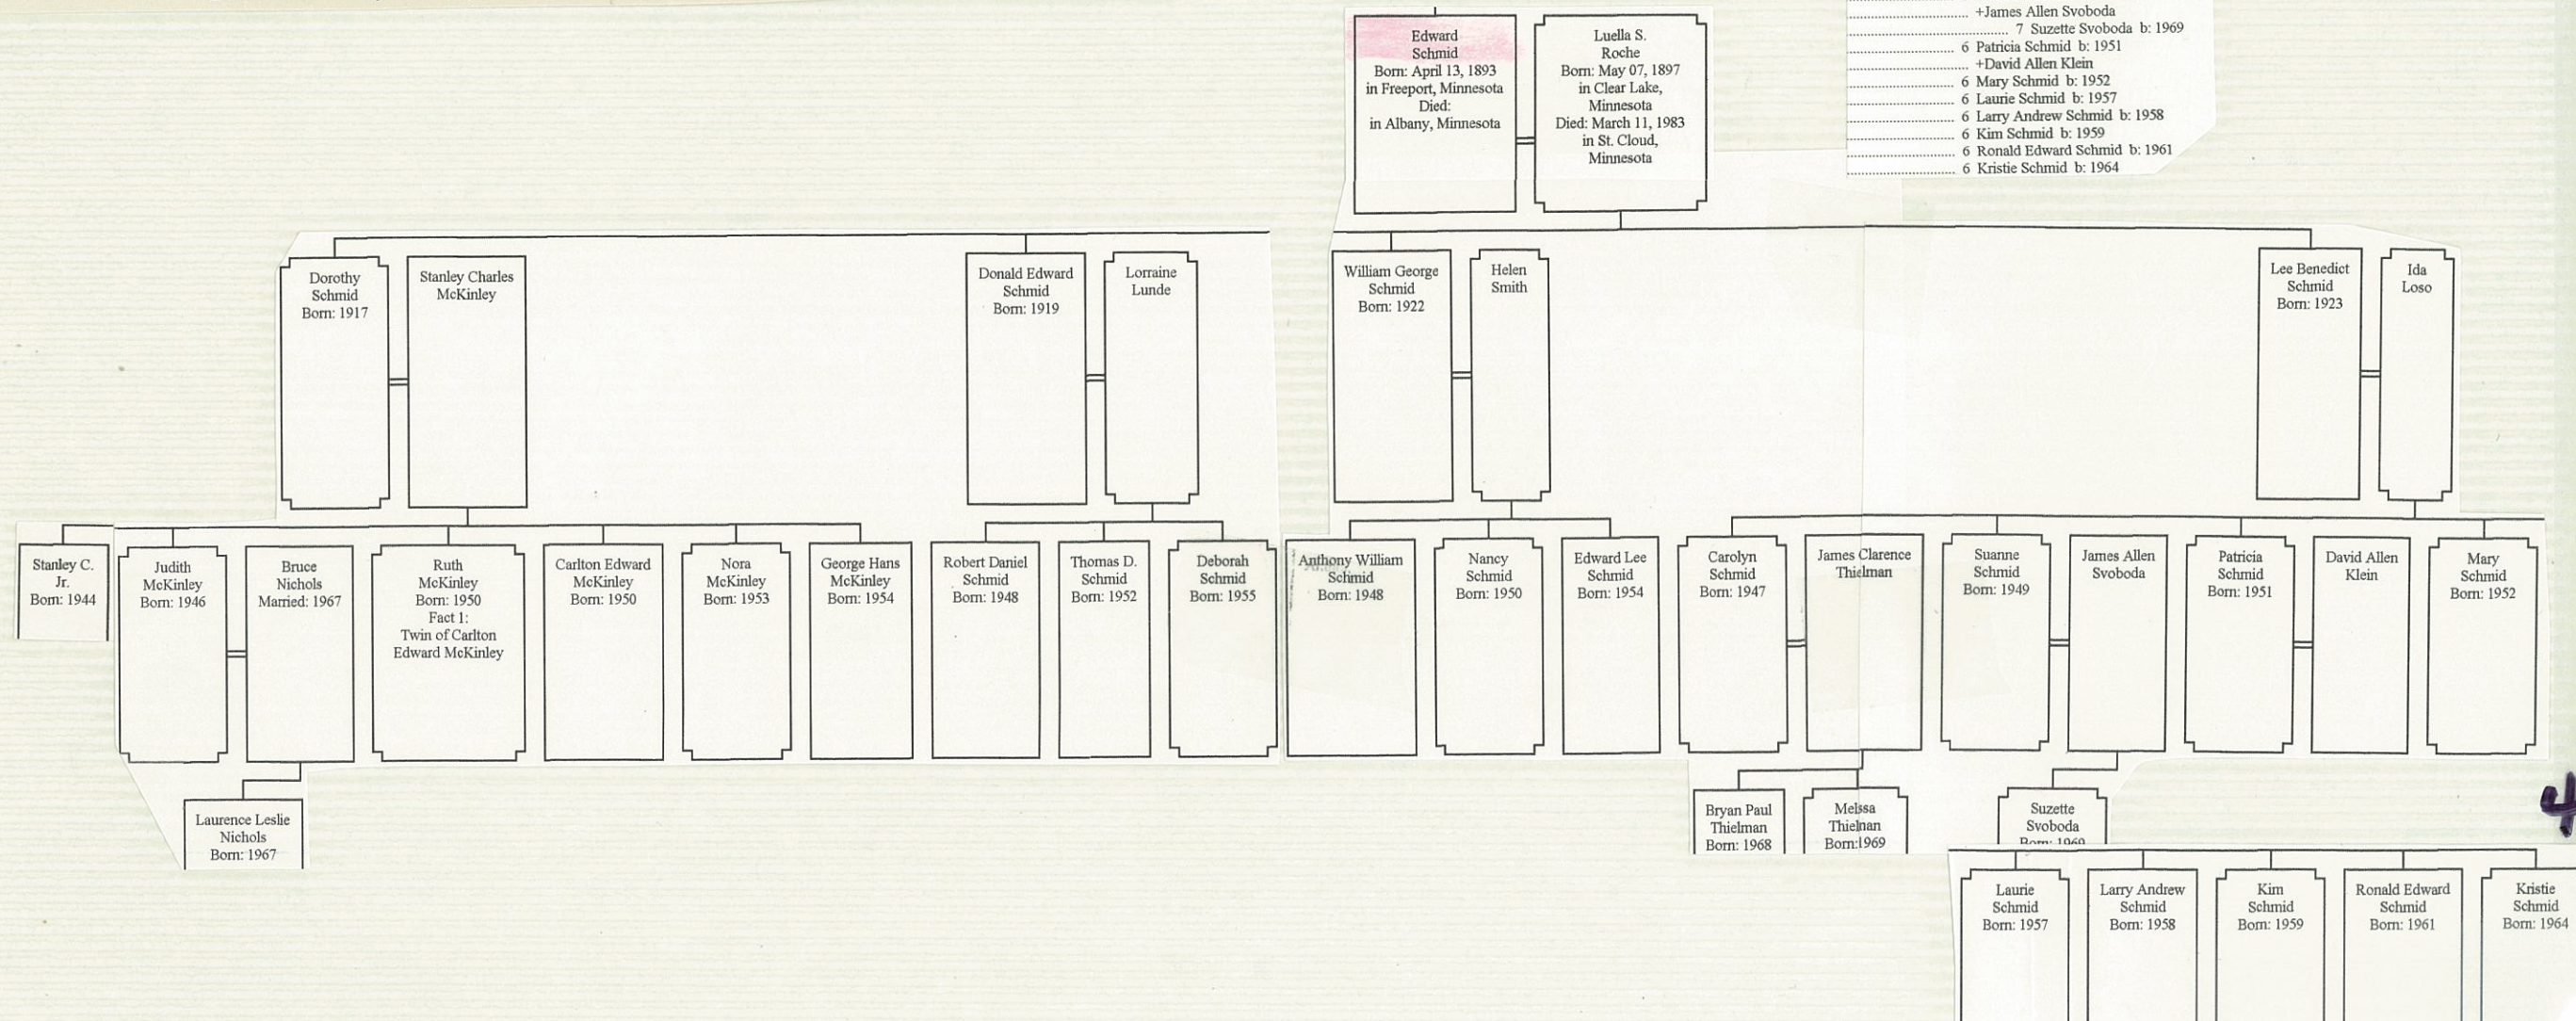 Edward
Schmid
Born: April 13, 1893
in Freeport, Minnesota
Died:
in Albany, Minnesota
Luella S.
Roche
Born: May 07, 1897
in Clear Lake,
Minnesota
Died: March 11, 1983
in St. Cloud,
Minnesota
+James Allen Svoboda
7 Suzette Svoboda b: 1969
6 Patricia Schmid b: 1951
+David Allen Klein
6 Mary Schmid b: 1952
6 Laurie Schmid b: 1957
6 Larry Andrew Schmid b: 1958
6 Kim Schmid b: 1959
6 Ronald Edward Schmid b: 1961
6 Kristie Schmid b: 1964
Dorothy
Schmid
Born: 1917
Stanley Charles
McKinley
Donald Edward
Schmid
Born: 1919
Lorraine
Lunde
William George
Schmid
Born: 1922
Helen
Smith
Lee Benedict
Schmid
Born: 1923
Ida
Loso
Stanley C.
Jr.
Born: 1944
Judith
McKinley
Born: 1946
Bruce
Nichols
Married: 1967
Ruth
McKinley
Born: 1950
Fact 1:
Twin of Carlton
Edward McKinley
Carlton Edward
McKinley
Born: 1950
Nora
McKinley
Born: 1953
George Hans
McKinley
Born: 1954
Robert Daniel
Schmid
Born: 1948
Thomas D.
Schmid
Born: 1952
Deborah
Schmid
Born: 1955
Anthony William
Schmid
Born: 1948
Nancy
Schmid
Born: 1950
Edward Lee
Schmid
Born: 1954
Carolyn
Schmid
Born: 1947
James Clarence
Thielman
Suanne
Schmid
Born: 1949
James Allen
Svoboda
Patricia
Schmid
Born: 1951
David Allen
Klein
Mary
Schmid
Born: 1952
Laurence Leslie
Nichols
Born: 1967
Bryan Paul
Thielman
Born: 1968
Melssa
Thielnan
Born:1969
Suzette
Svoboda
Born: 1969
4
Laurie
Schmid
Born: 1957
Larry Andrew
Schmid
Born: 1958
Kim
Schmid
Born: 1959
Ronald Edward
Schmid
Born: 1961
Kristie
Schmid
Born: 1964